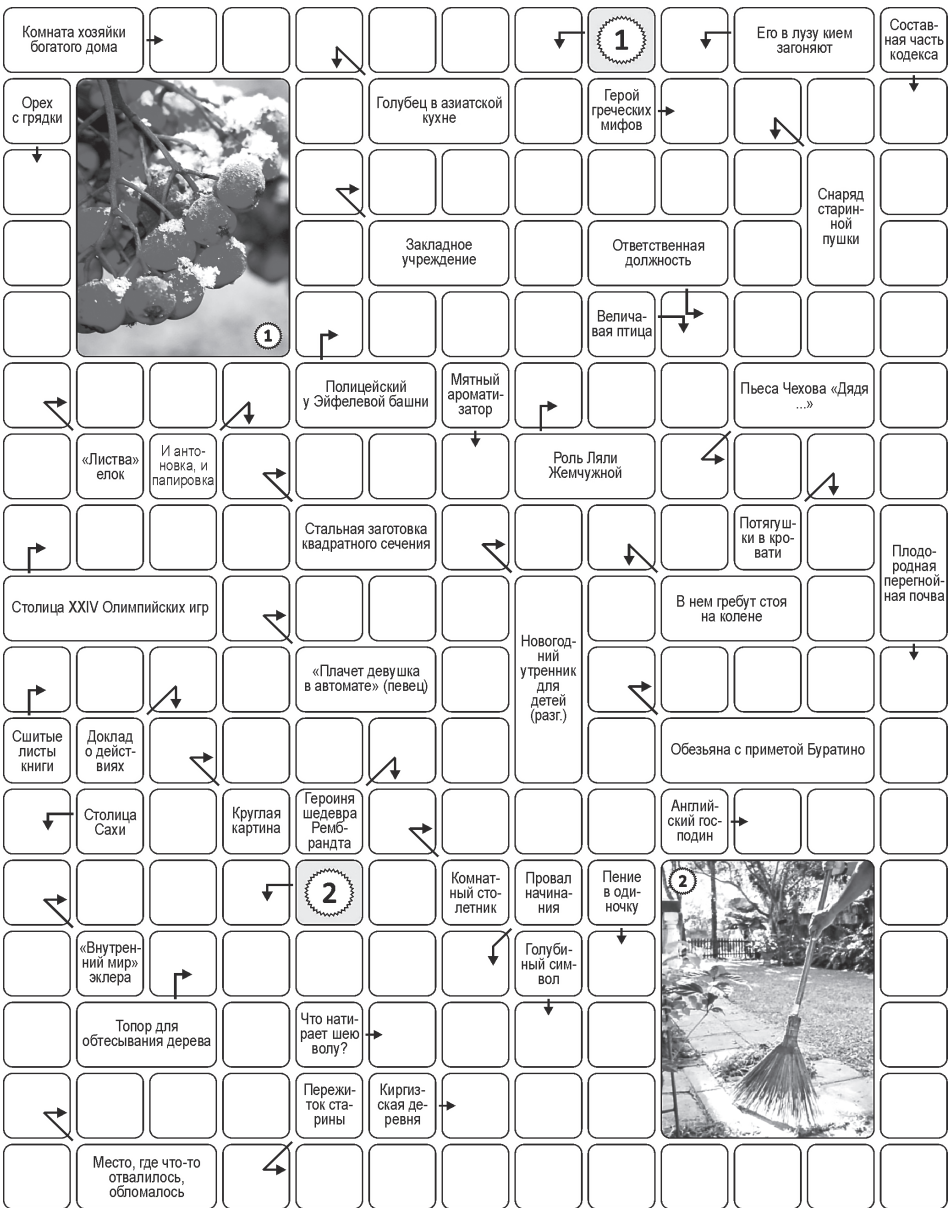 Комната хозяйки
богатого дома
1
Его в лузу кием
загоняют
Состав-
ная часть
кодекса
Орех
с грядки
1
Голубец в азиатской
кухне
Герой
греческих
мифов
Снаряд
старин-
ной
пушки
Закладное
учреждение
Ответственная
должность
Велича-
вая птица
Полицейский
у Эйфелевой башни
Мятный
аромати-
затор
Пьеса Чехова «Дядя
...»
«Листва»
елок
И анто-
новка, и
папировка
Роль Ляли
Жемчужной
Стальная заготовка
квадратного сечения
Потягуш-
ки в кро-
вати
Плодо-
родная
перегной-
ная почва
Столица XXIV Олимпийских игр
Новогод-
ний
утренник
для
детей
(разг.)
В нем гребут стоя
на колене
«Плачет девушка
в автомате» (певец)
Сшитые
листы
книги
Доклад
о дейст-
виях
Обезьяна с приметой Буратино
Столица
Сахи
Круглая
картина
Героиня
шедевра
Remб-
рандта
Англий-
ский гос-
подин
2
Комнат-
ный сто-
летник
Провал
начина-
ния
Пение
в оди-
ночку
2
«Внутрен-
ний мир»
эклера
Голуби-
ный сим-
вол
Топор для
обтесывания дерева
Что нати-
рает шею
волу?
Пережи-
ток ста-
рины
Киргиз-
ская де-
ревня
Место, где что-то
отвалилось,
обломалось